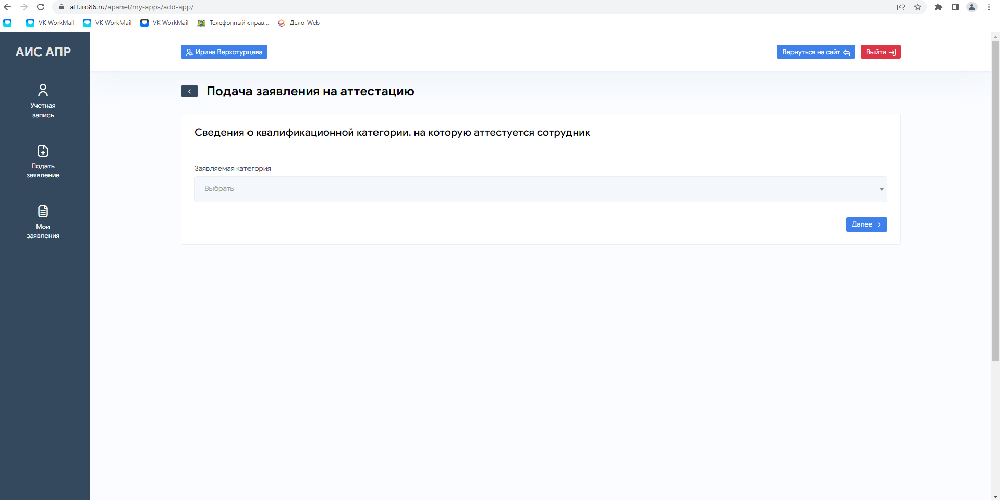 att.iro86.ru/apanel/my-apps/add-app/
VK WorkMail
VK WorkMail
VK WorkMail
Телефонный справ...
Дело-Web
АИС АПР
Ирина Верхотурцева
Вернуться на сайт
Выйти
Учетная
запись
Подать
заявление
Мои
заявления
Подача заявления на аттестацию
Сведения о квалификационной категории, на которую аттестуется сотрудник
Заявляемая категория
Выбрать
Далее